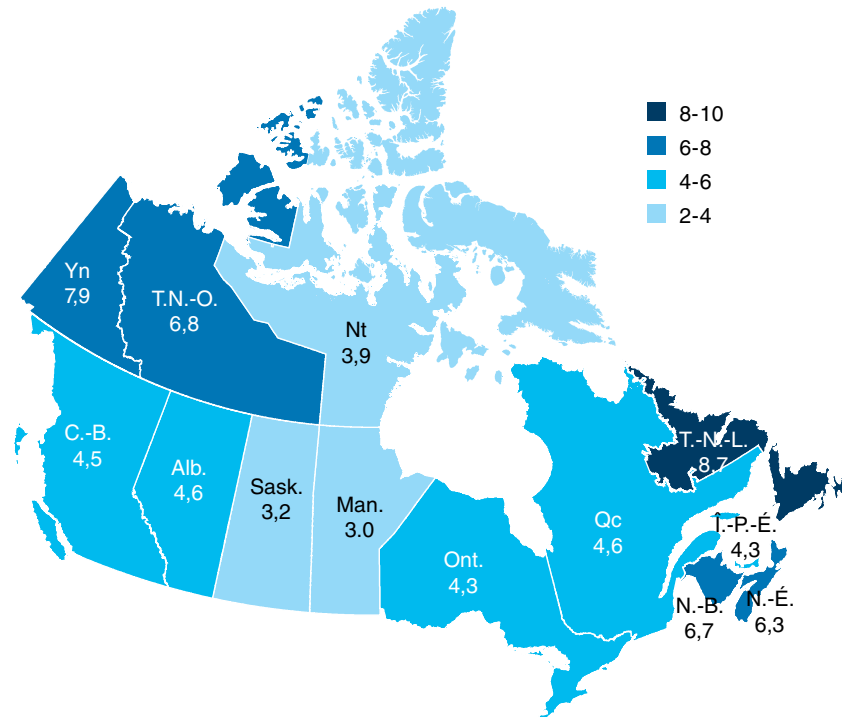 8-10
6-8
4-6
2-4
Yn
7,9
T.N.-O.
6,8
Nt
3,9
C.-B.
4,5
Alb.
4,6
Sask.
3,2
Man.
3.0
Ont.
4,3
Qc
4,6
T.-N.-L.
8,7
Î.-P.-É.
4,3
N.-B.
6,7
N.-É.
6,3